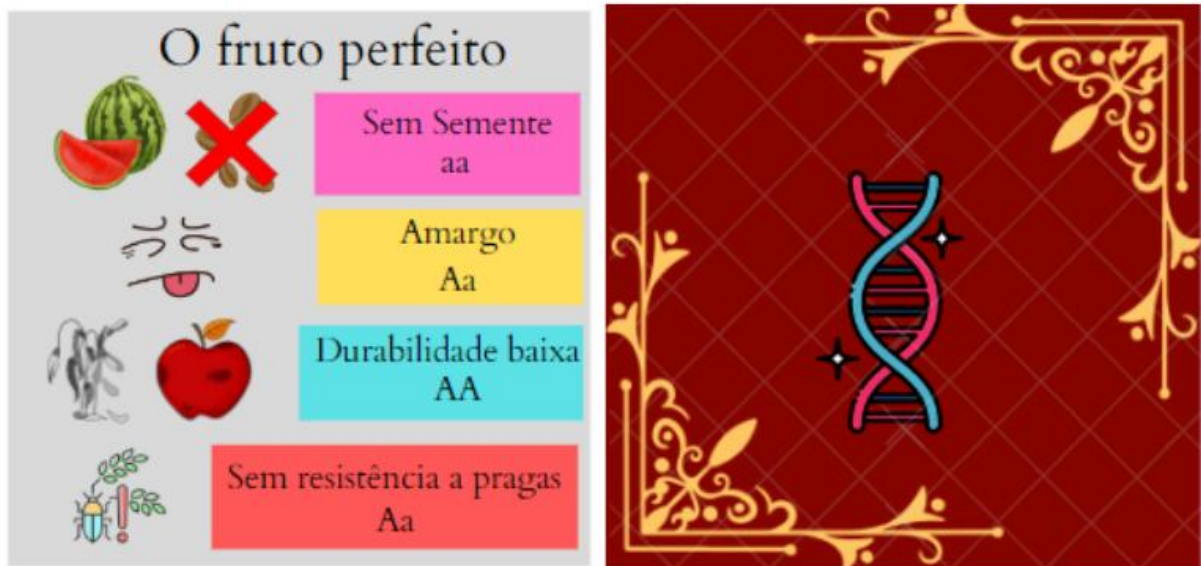 O fruto perfeito
Sem Semente
aa
Amargo
Aa
Durabilidade baixa
AA
Sem resistência a pragas
Aa